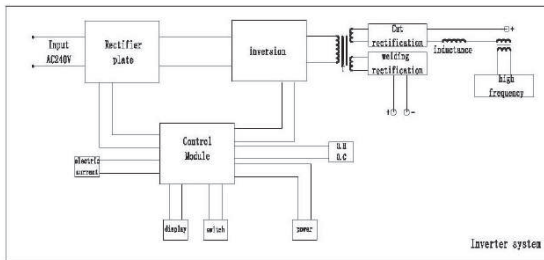 Input
AC240V
Rectifier
plate
inversion
Cut
rectification
welding
rectification
inductance
+
high
frequency
+
-
Control
Module
electric
current
O.H
O.C
display
switch
power
Inverter system